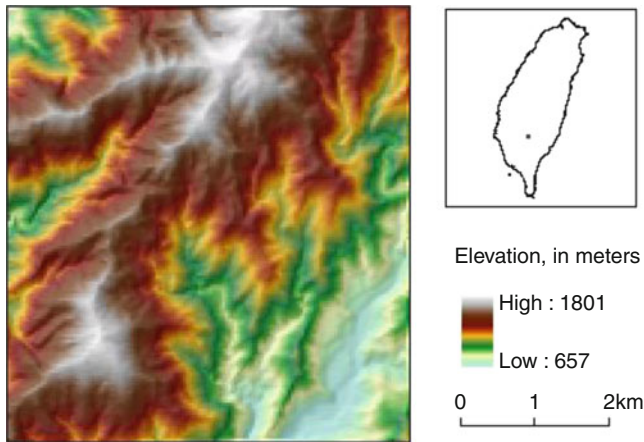 Elevation, in meters
High : 1801
Low : 657
0 1 2km